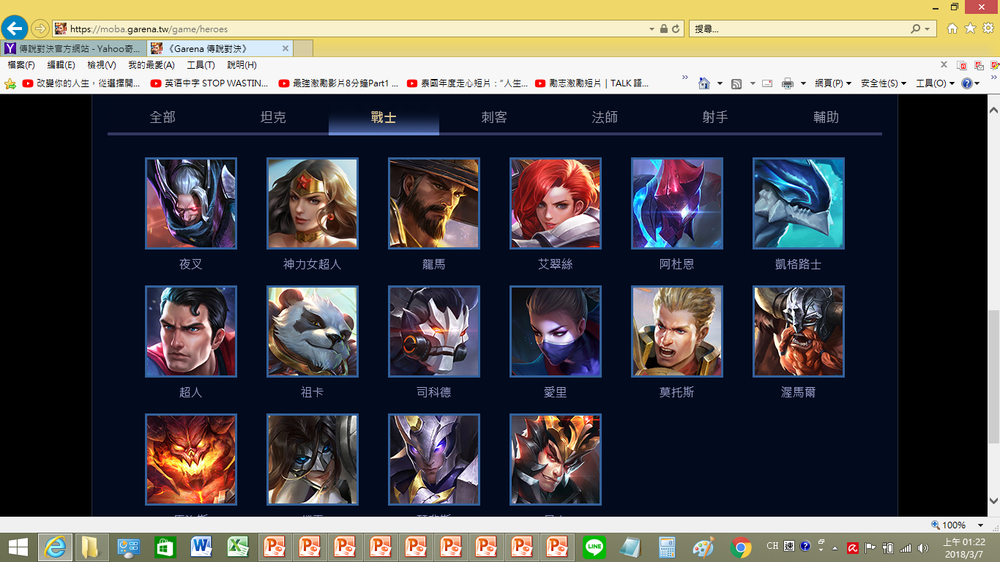 https://moba.garena.tw/game/heroes
搜尋...
傳說對決官方網站 - Yahoo奇...
《Garena 傳說對決》
檔案(F) 編輯(E) 檢視(V) 我的最愛(A) 工具(T) 說明(H)
改變你的人生，從選擇開...
英语中字 STOP WASTIN...
最強激勵影片8分鐘Part1 ...
泰國年度走心短片：“人生...
勵志激勵短片｜TALK 語...
網頁(P) 安全性(S) 工具(O)
全部 坦克 戰士 刺客 法師 射手 輔助
夜叉 神力女超人 龍馬 艾翠絲 阿杜恩 凱格路士
超人 祖卡 司科德 愛里 莫托斯 渥馬爾
100%
LINE
CH 速
上午 01:22
2018/3/7